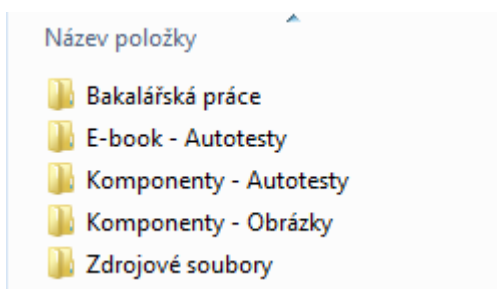 Název položky
Bakalářská práce
E-book - Autotesty
Komponenty - Autotesty
Komponenty - Obrázky
Zdrojové soubory